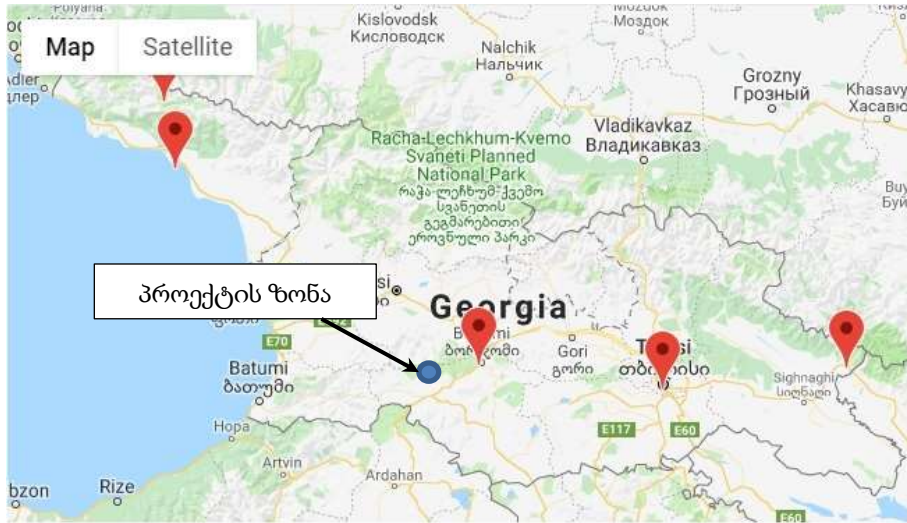 Map
Satellite
Kislovodsk
Кисловодск
Nalchik
Нальчик
Моздок
Grozny
Грозный
Vladikavkaz
Владикавказ
Racha-Lechkhum-Kvemo
Svaneti Planned
National Park
რაჭა-ლეჩხუმ-ქვემო
სვანეთის
გეგმარებითი
ეროვნული პარკი
პროექტის ზონა
Georgia
E70
Batumi
ბათუმი
Gori
გორი
Sighnaghi
სიღნაღი
Hopa
Artvin
Ardahan
Rize
E117
E60
E60